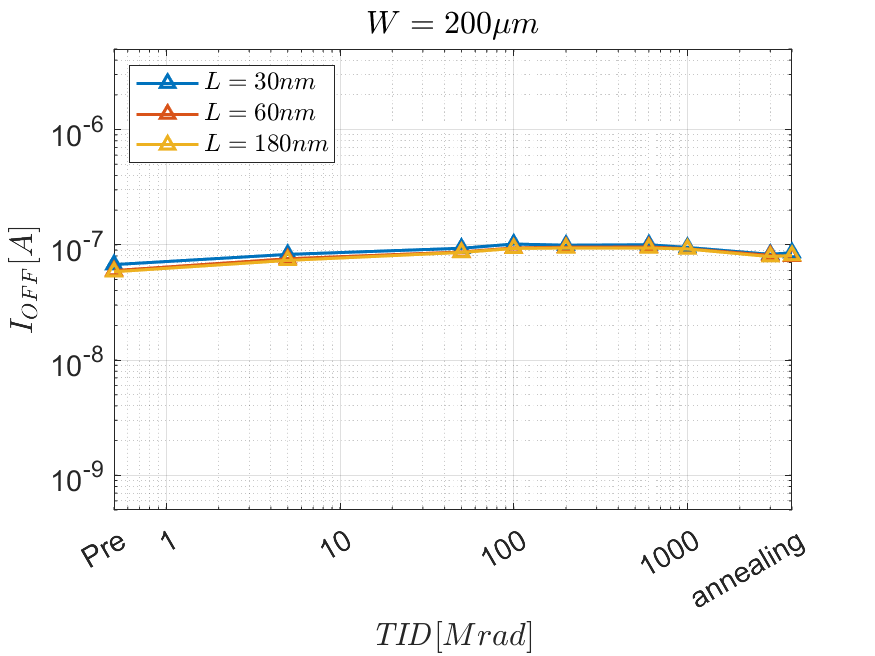 W = 200μm
L = 30nm
L = 60nm
L = 180nm
I_OFF [A]
10^-6
10^-7
10^-8
10^-9
Pre 1 10 100 1000 annealing
TID[Mrad]